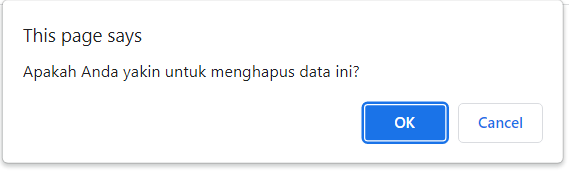 This page says
Apakah Anda yakin untuk menghapus data ini?
OK
Cancel